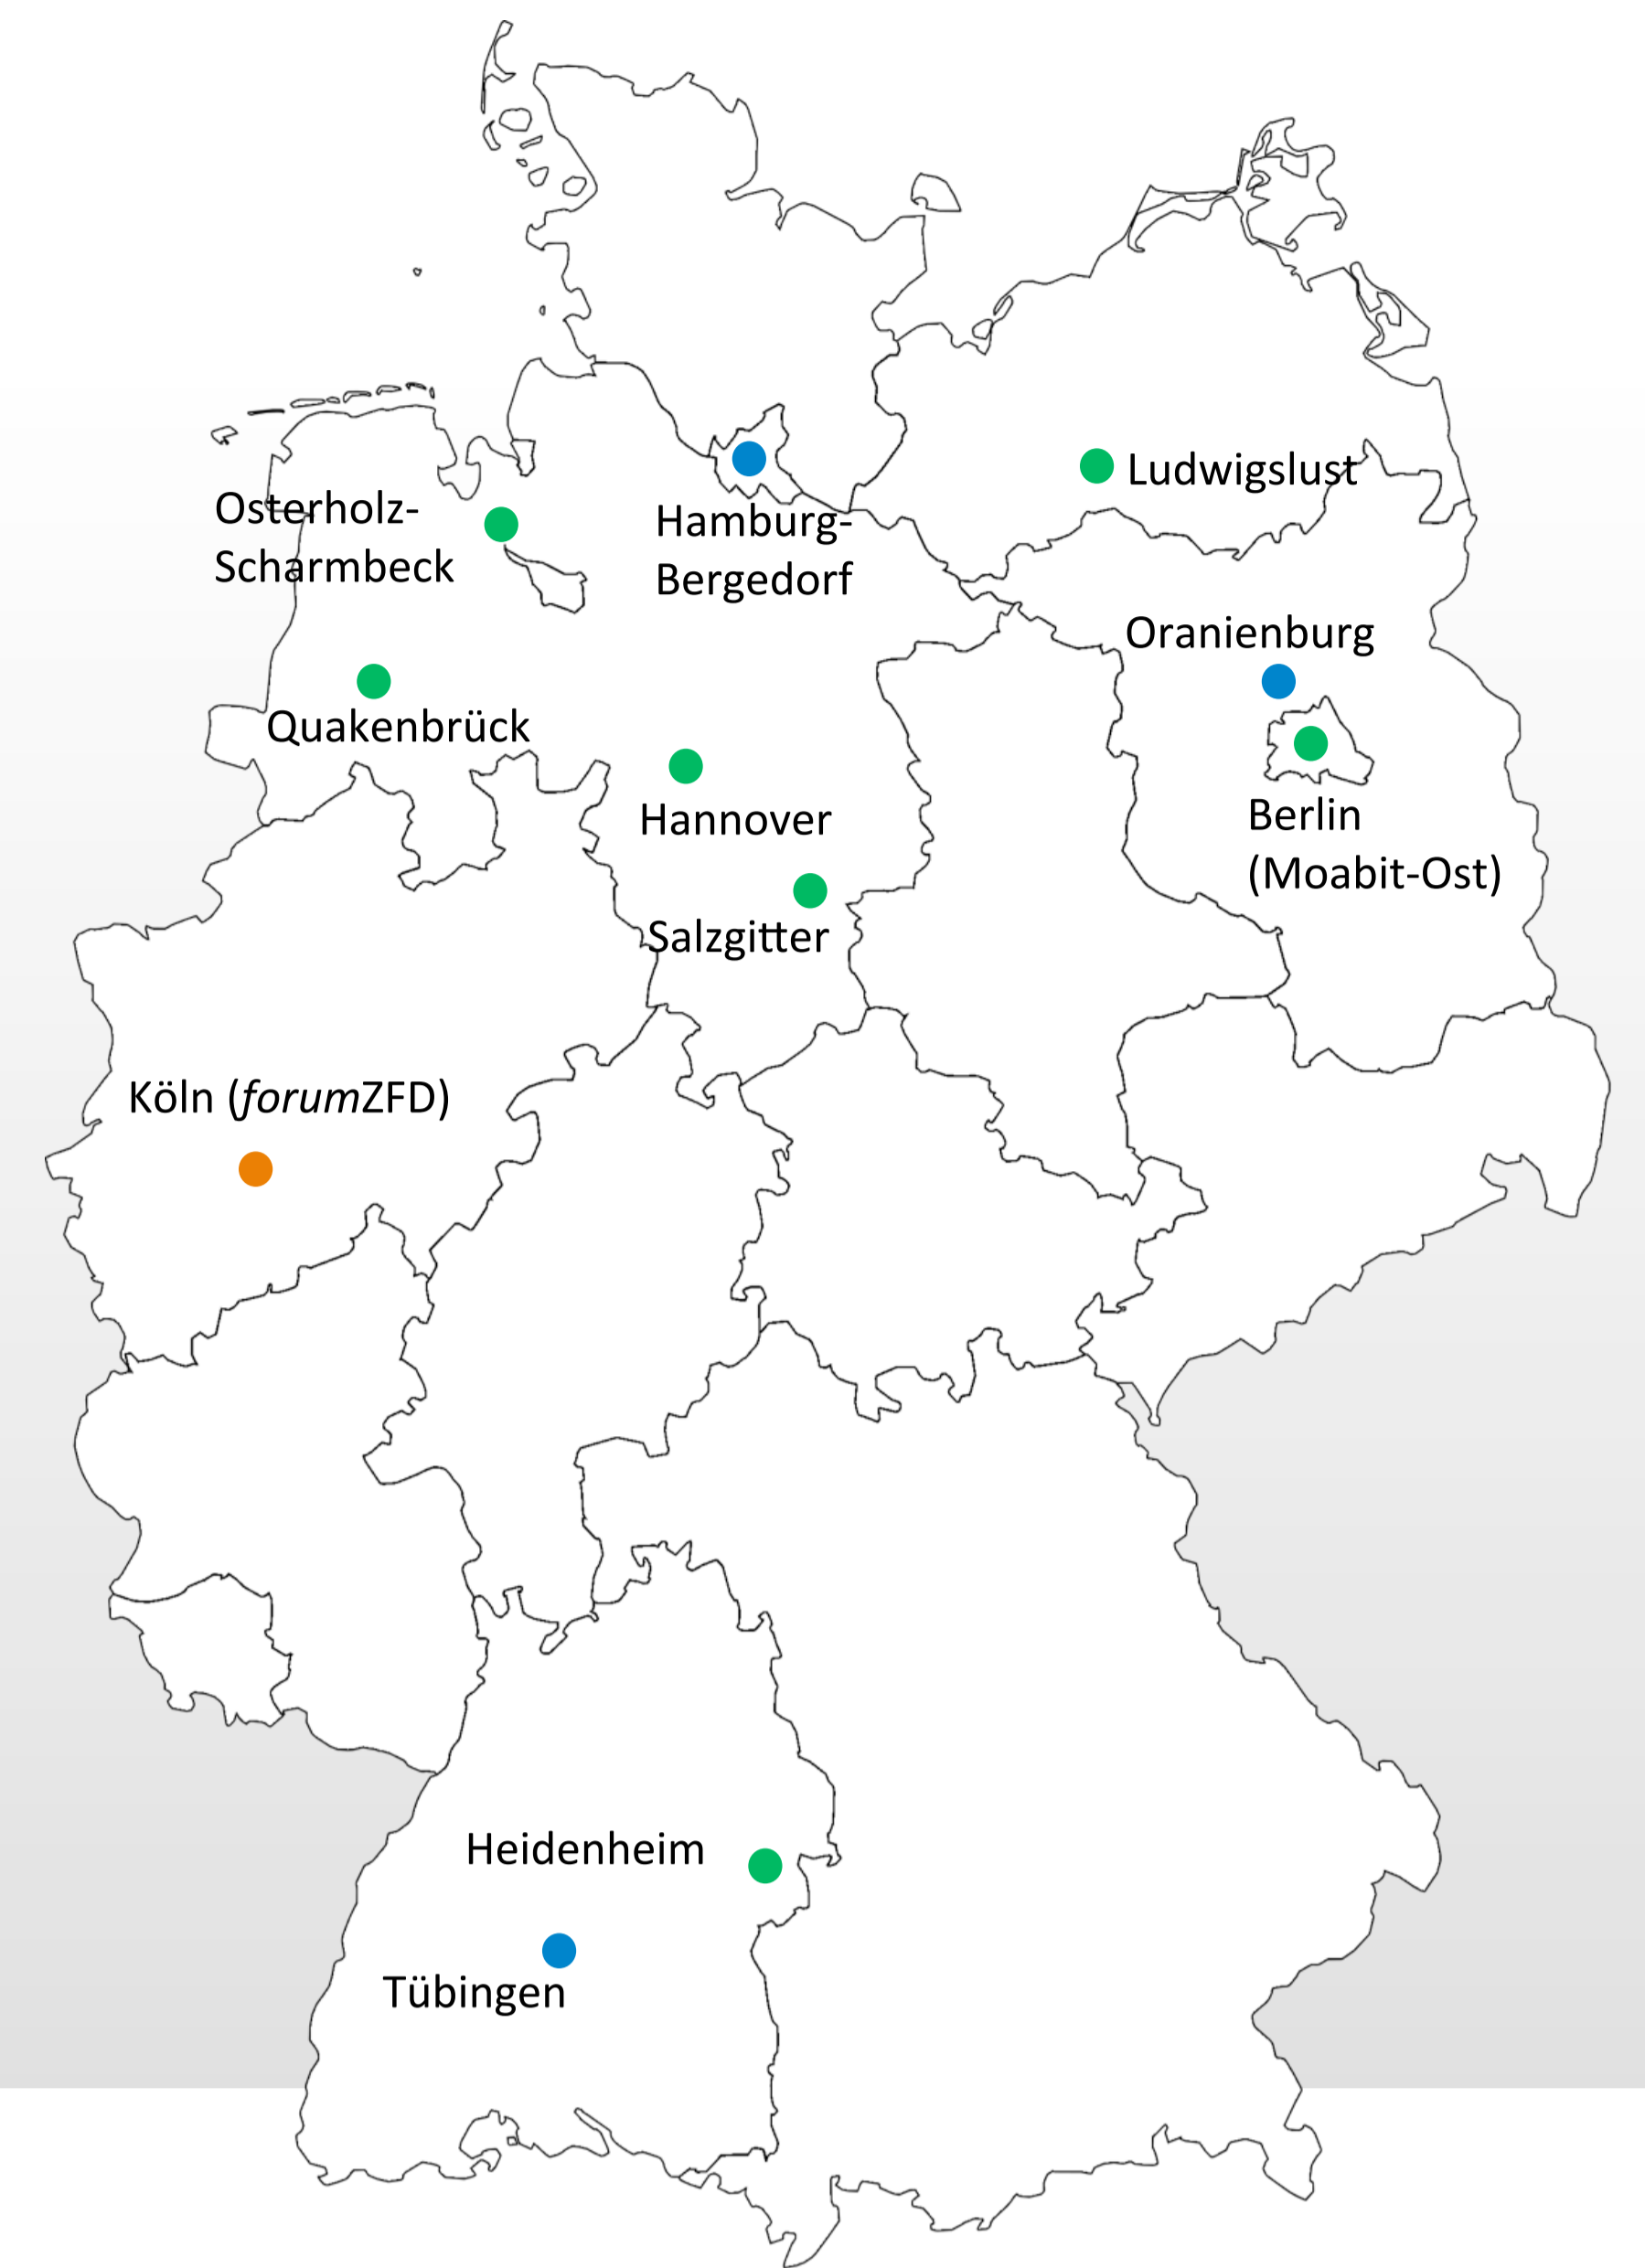 Ludwigslust
Osterholz-
Scharmbeck
Hamburg-
Bergedorf
Oranienburg
Quakenbrück
Hannover
Berlin
(Moabit-Ost)
Salzgitter
Köln (forumZFD)
Heidenheim
Tübingen